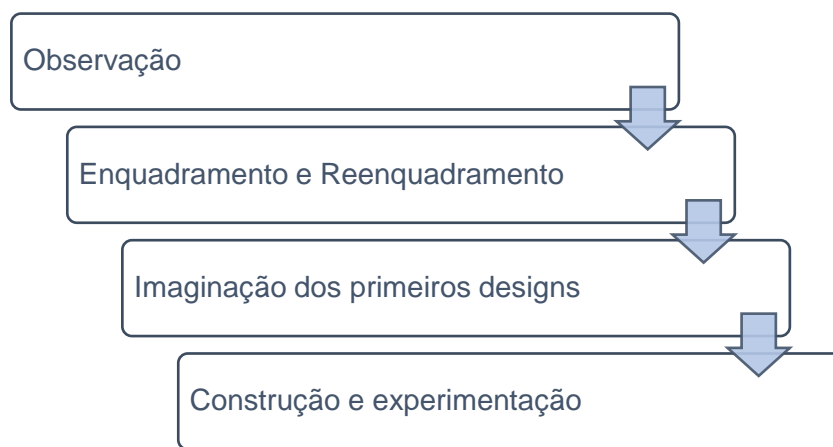 Observação
Enquadramento e Reenquadramento
Imaginação dos primeiros designs
Construção e experimentação